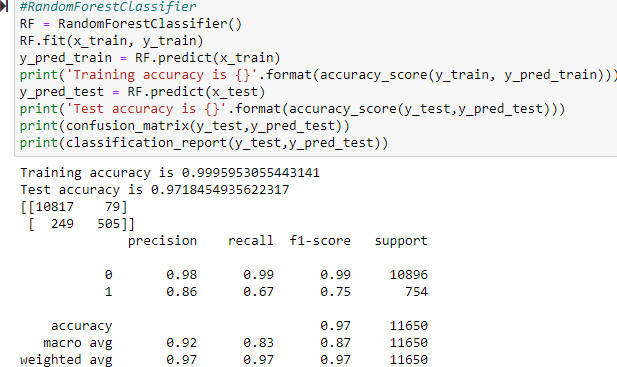 #RandomForestClassifier
RF = RandomForestClassifier()
RF.fit(x_train, y_train)
y_pred_train = RF.predict(x_train)
print('Training accuracy is {}'.format(accuracy_score(y_train, y_pred_train)))
y_pred_test = RF.predict(x_test)
print('Test accuracy is {}'.format(accuracy_score(y_test,y_pred_test)))
print(confusion_matrix(y_test,y_pred_test))
print(classification_report(y_test,y_pred_test))
Training accuracy is 0.9995953055443141
Test accuracy is 0.9718454935622317
[[10817    79]
 [  249   505]]
              precision    recall  f1-score   support
           0       0.98      0.99      0.99     10896
           1       0.86      0.67      0.75       754
    accuracy                           0.97     11650
   macro avg       0.92      0.83      0.87     11650
weighted avg       0.97      0.97      0.97     11650